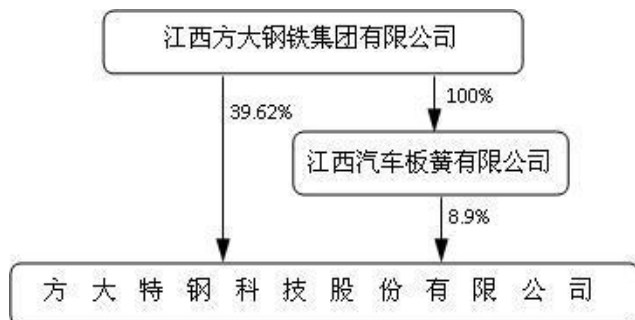 江西方大钢铁集团有限公司
100%
39.62%
江西汽车板簧有限公司
8.9%
方大特钢科技股份有限公司